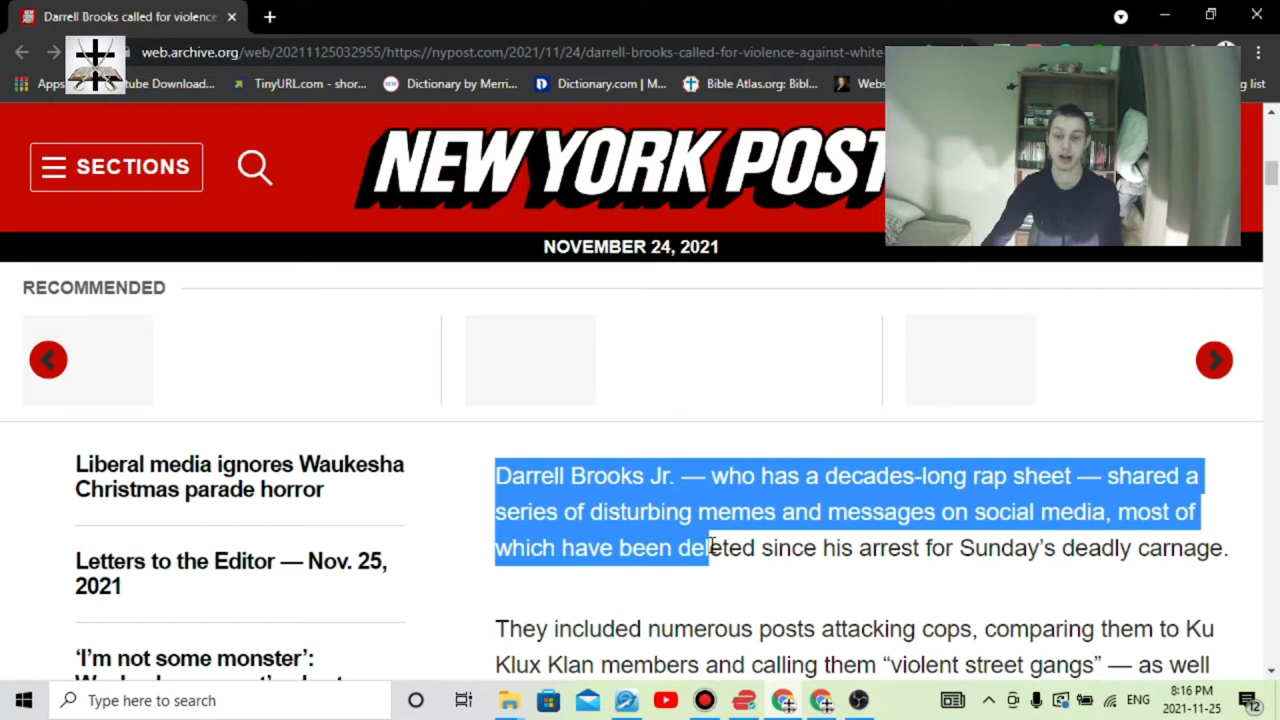 Darrell Brooks called for violence
web.archive.org/web/20211125032955/https://nypost.com/2021/11/24/darrell-brooks-called-for-violence-against-white-
Apps
tube Downloat...
TinyURL.com – shor...
Dictionary by Merri...
Dictionary.com | M...
Bible Atlas.org: Bibl...
Webs
g list
SECTIONS
NEW YORK POST
NOVEMBER 24, 2021
RECOMMENDED
Liberal media ignores Waukesha
Christmas parade horror
Letters to the Editor — Nov. 25,
2021
‘I’m not some monster’:
Darrell Brooks Jr. — who has a decades-long rap sheet — shared a
series of disturbing memes and messages on social media, most of
which have been deleted since his arrest for Sunday’s deadly carnage.
They included numerous posts attacking cops, comparing them to Ku
Klux Klan members and calling them “violent street gangs” — as well
Type here to search
ENG
8:16 PM
2021-11-25
12